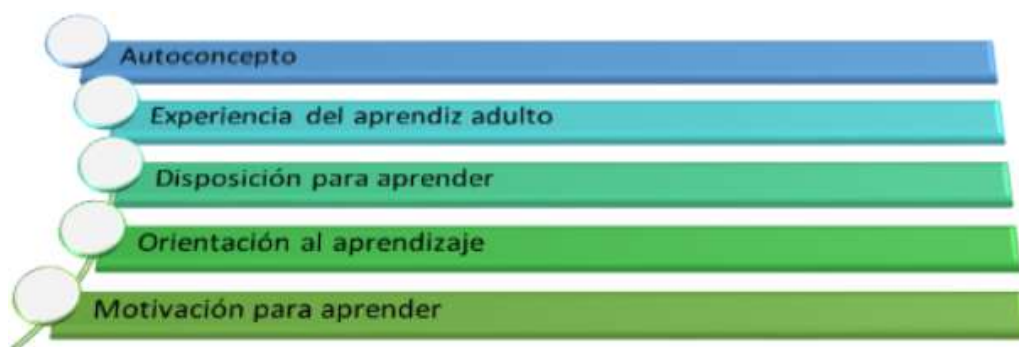 Autoconcepto
Experiencia del aprendiz adulto
Disposición para aprender
Orientación al aprendizaje
Motivación para aprender